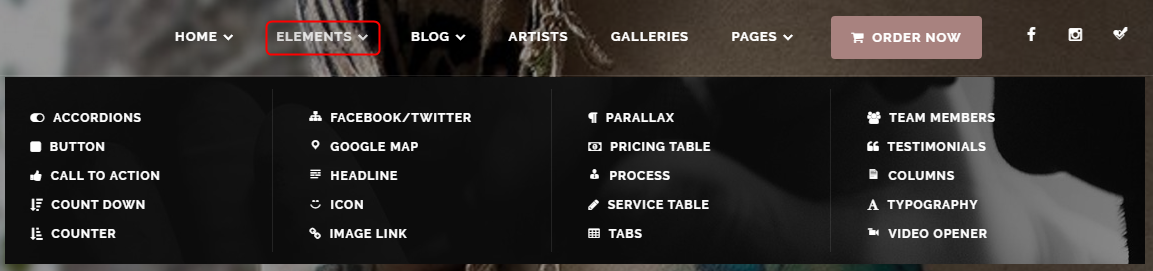 HOME ELEMENTS BLOG ARTISTS GALLERIES PAGES ORDER NOW
ACCORDIONS
BUTTON
CALL TO ACTION
COUNT DOWN
COUNTER
FACEBOOK/TWITTER
GOOGLE MAP
HEADLINE
ICON
IMAGE LINK
PARALLAX
PRICING TABLE
PROCESS
SERVICE TABLE
TABS
TEAM MEMBERS
TESTIMONIALS
COLUMNS
TYPOGRAPHY
VIDEO OPENER